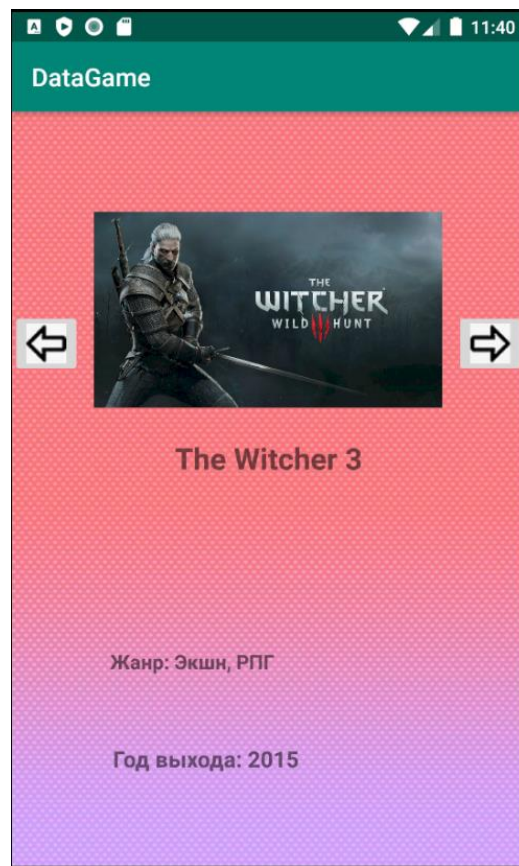 11:40
DataGame
THE
WITCHER
WILD HUNT
The Witcher 3
Жанр: Экшн, РПГ
Год выхода: 2015